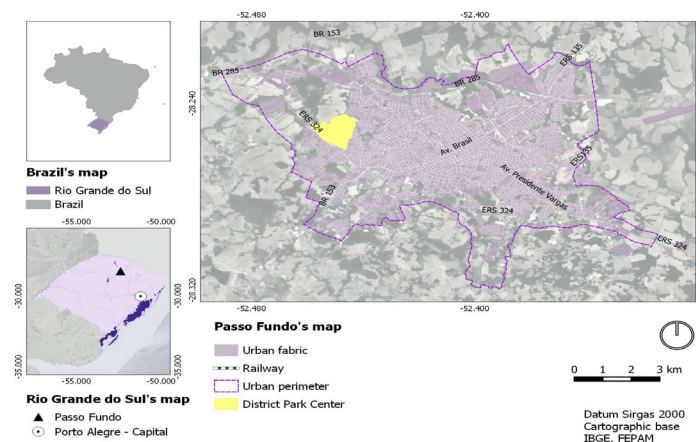 -52.480
-52.400
BR 153
BR 285
BR 285
ERS 135
-28.240
ERS 324
Av. Brasil
ERS 135
Av. Presidente Vargas
BR 153
ERS 324
ERS 324
-28.320
-52.480
-52.400
Brazil's map
Rio Grande do Sul
Brazil
-55.000
-50.000
-30.000
-30.000
-35.000
-35.000
-55.000
-50.000
Rio Grande do Sul's map
Passo Fundo
Porto Alegre - Capital
Passo Fundo's map
Urban fabric
Railway
Urban perimeter
District Park Center
0 1 2 3 km
Datum Sirgas 2000
Cartographic base
IBGE, FEPAM